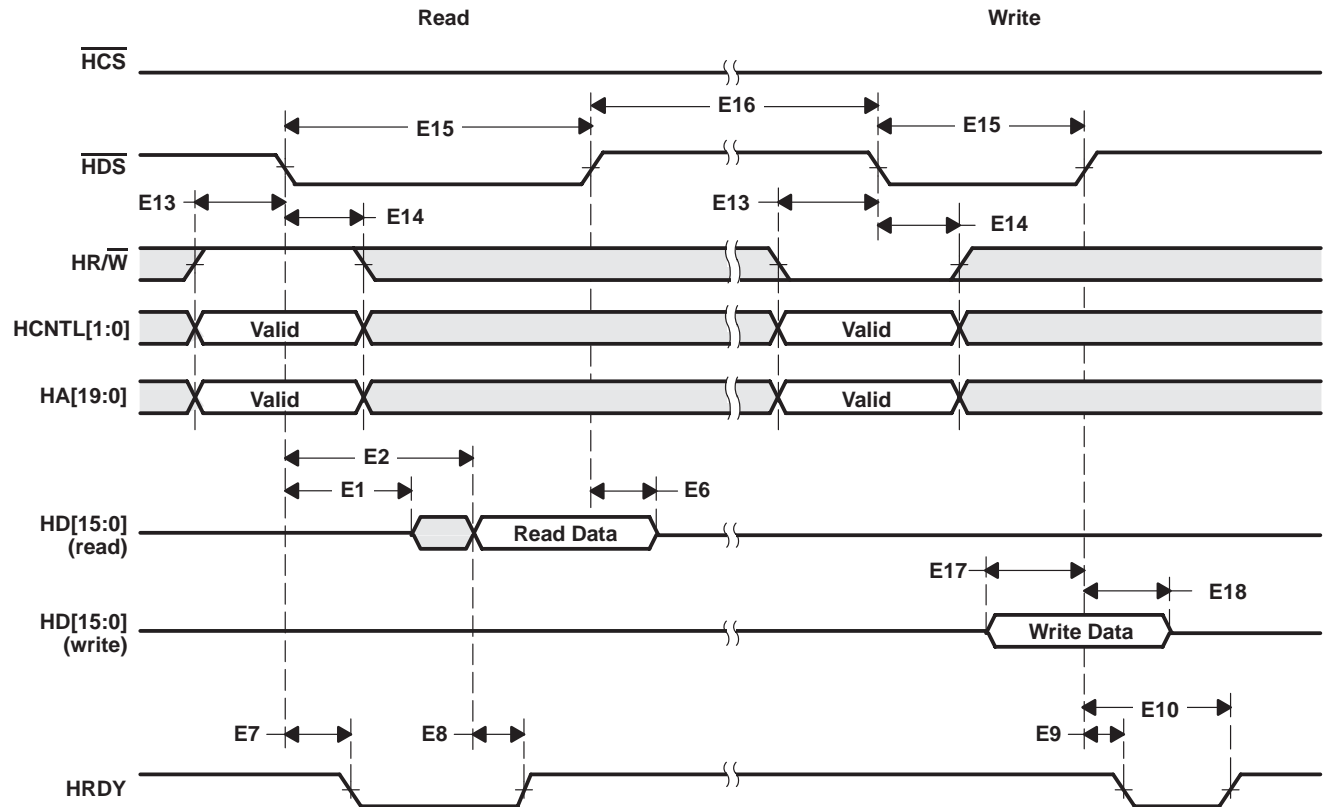 Read Write
HCS
E16
E15 E15
HDS
E13 E14 E13 E14
HR/W
HCNTL[1:0] Valid Valid
HA[19:0] Valid Valid
E2
E1 E6
HD[15:0]
(read)
Read Data
E17 E18
HD[15:0]
(write)
Write Data
E10
E7 E8 E9
HRDY